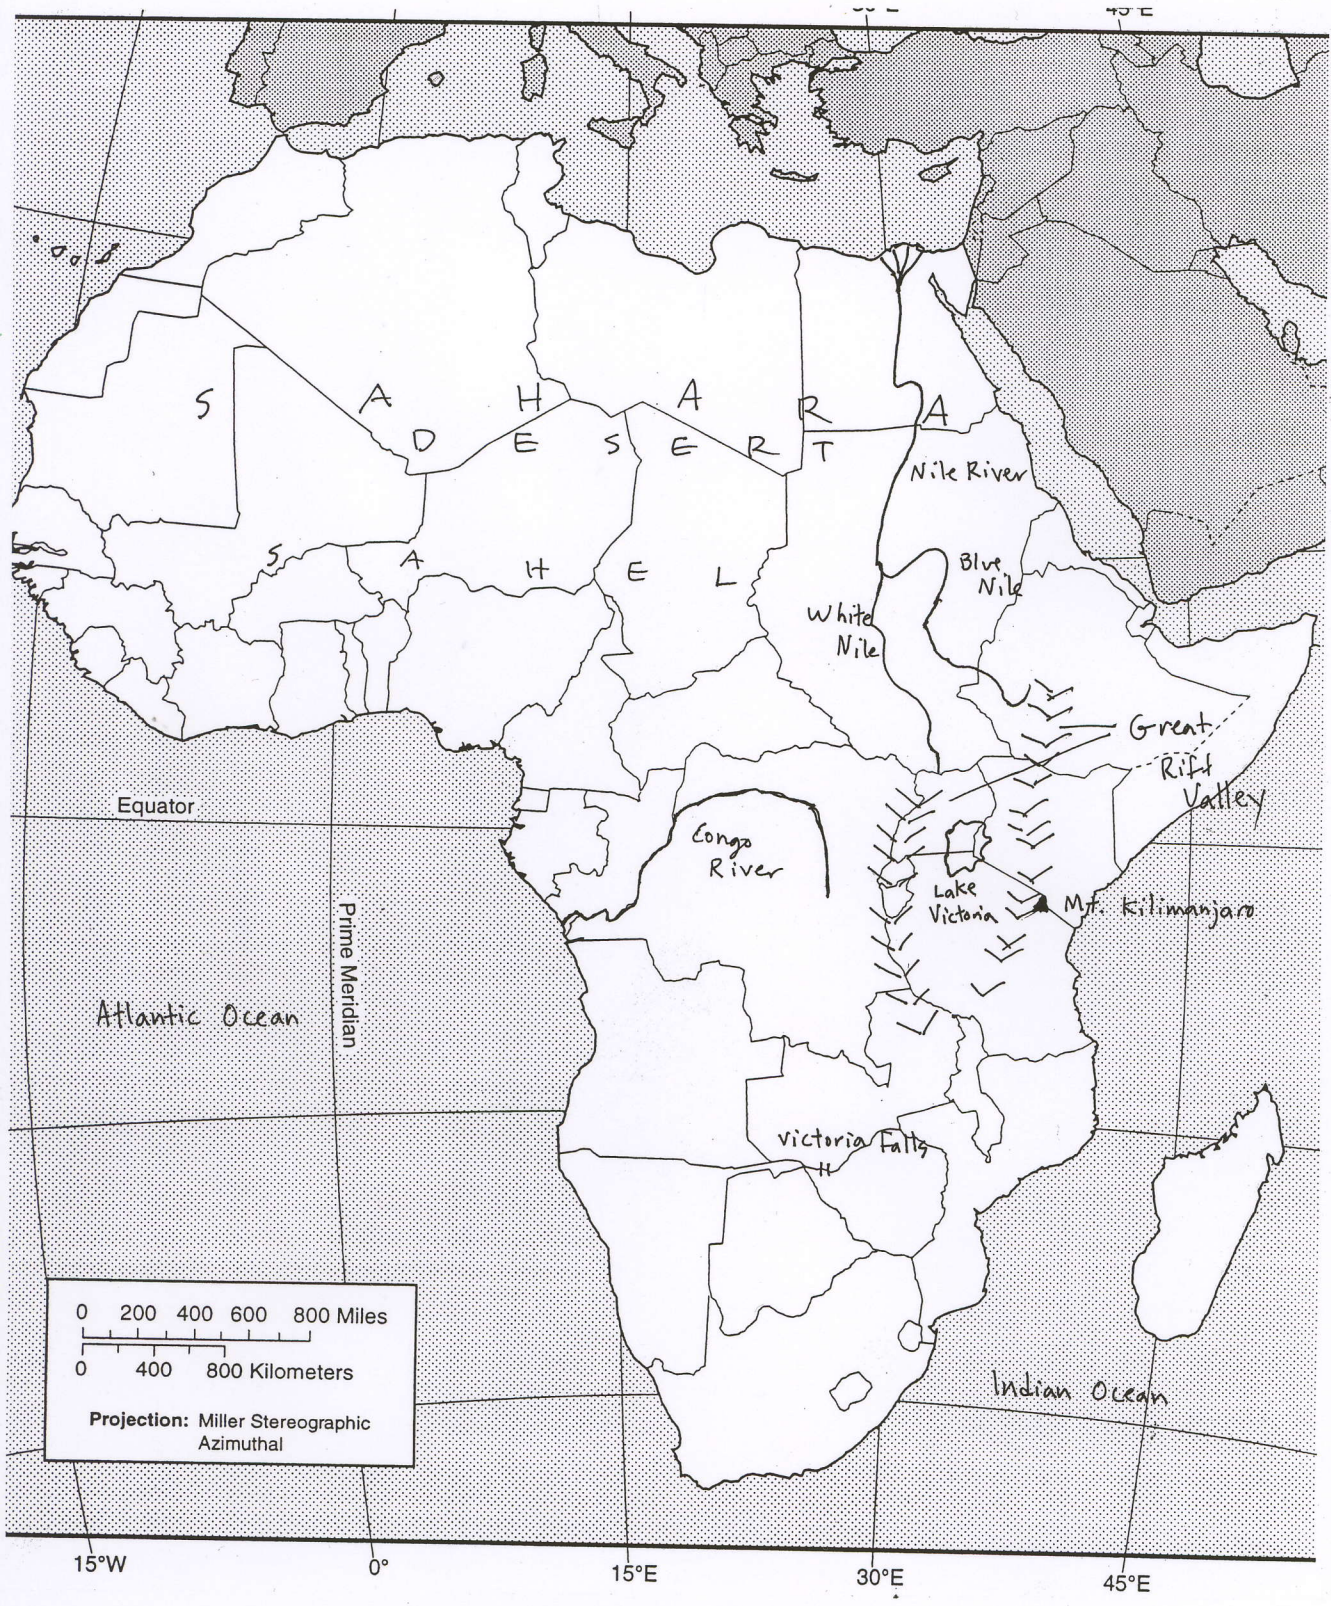 45°E
S A H A R A
D E S E R T
Nile River
S A H E L
Blue
Nile
White
Nile
Great
Rift
Valley
Equator
Congo
River
Lake
Victoria
Mt. Kilimanjaro
Prime Meridian
Atlantic Ocean
Victoria Falls
0 200 400 600 800 Miles
0 400 800 Kilometers
Projection: Miller Stereographic
Azimuthal
Indian Ocean
15°W 0° 15°E 30°E 45°E